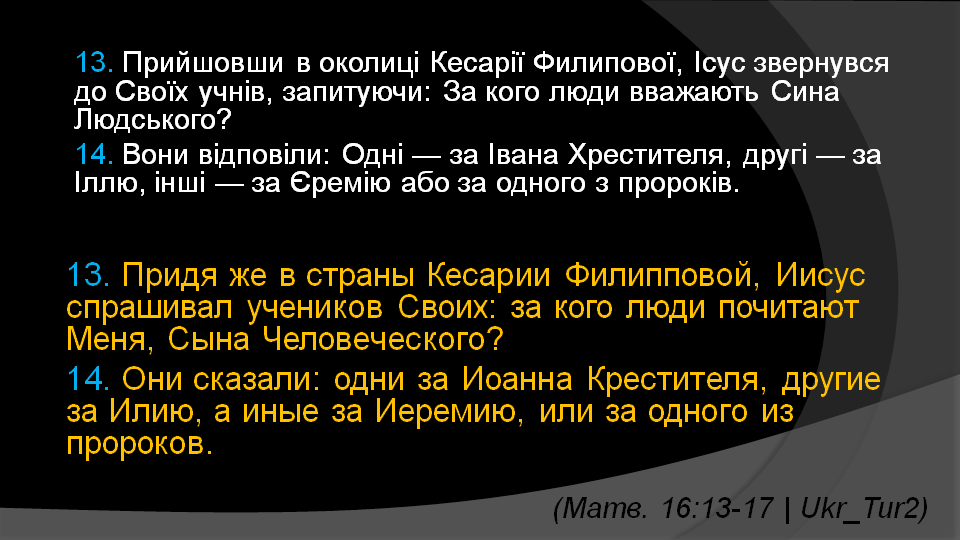 13. Прийшовши в околиці Кесарії Филипової, Ісус звернувся
до Своїх учнів, запитуючи: За кого люди вважають Сина
Людського?
14. Вони відповіли: Одні — за Івана Хрестителя, другі — за
Іллю, інші — за Єремію або за одного з пророків.
13. Придя же в страны Кесарии Филипповой, Иисус
спрашивал учеников Своих: за кого люди почитают
Меня, Сына Человеческого?
14. Они сказали: одни за Иоанна Крестителя, другие
за Илию, а иные за Иеремию, или за одного из
пророков.
(Матв. 16:13-17 | Ukr_Tur2)